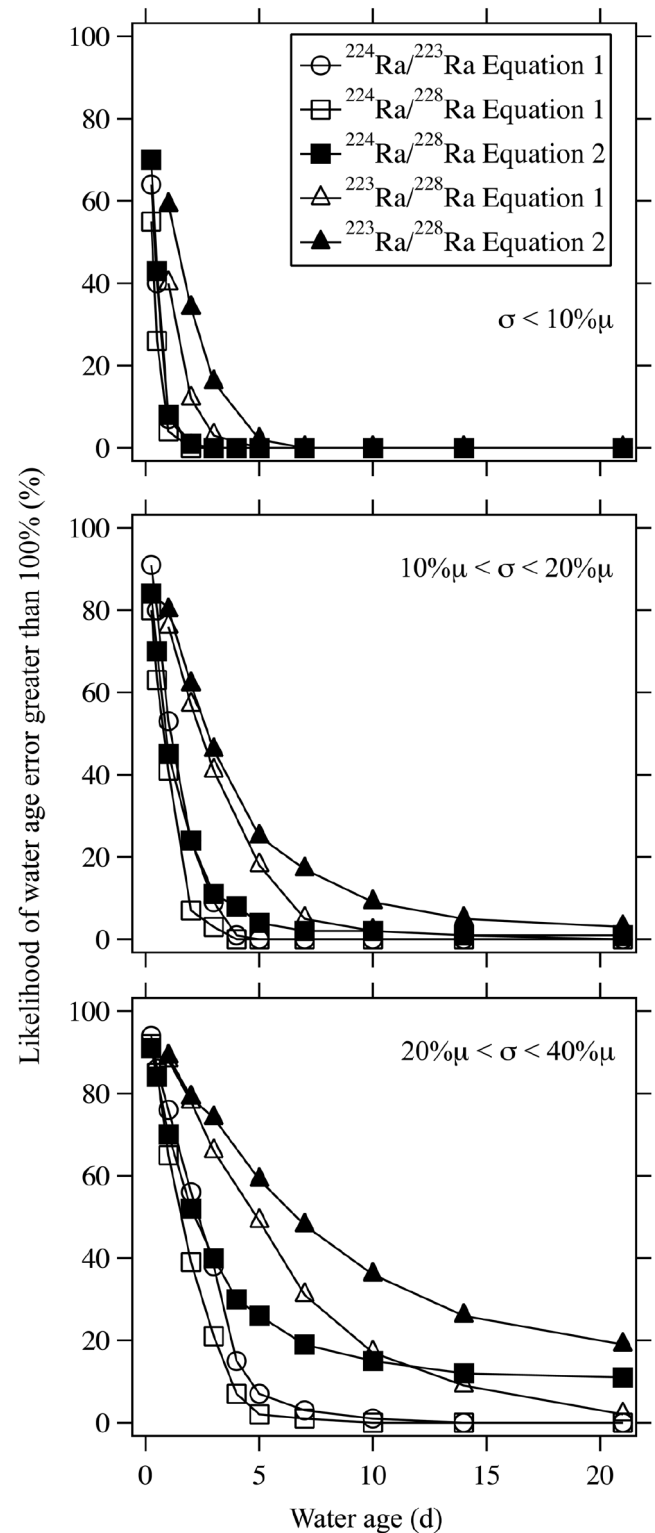 100
80
60
40
20
0
²²⁴Ra/²²³Ra Equation 1
²²⁴Ra/²²⁸Ra Equation 1
²²⁴Ra/²²⁸Ra Equation 2
²²³Ra/²²⁸Ra Equation 1
²²³Ra/²²⁸Ra Equation 2
σ < 10%μ
Likelihood of water age error greater than 100% (%)
100
80
60
40
20
0
10%μ < σ < 20%μ
100
80
60
40
20
0
20%μ < σ < 40%μ
0 5 10 15 20
Water age (d)